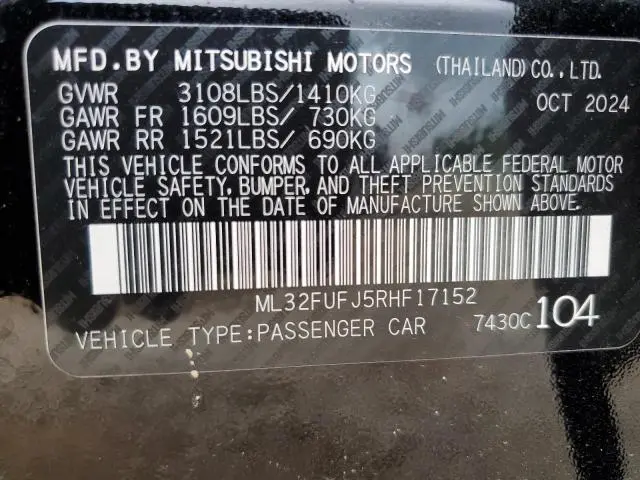 MFD.BY MITSUBISHI MOTORS (THAILAND)CO.,LTD.
GVWR 3108LBS/1410KG OCT 2024
GAWR FR 1609LBS/ 730KG
GAWR RR 1521LBS/ 690KG
THIS VEHICLE CONFORMS TO ALL APPLICABLE FEDERAL MOTOR
VEHICLE SAFETY, BUMPER, AND THEFT PREVENTION STANDARDS
IN EFFECT ON THE DATE OF MANUFACTURE SHOWN ABOVE.
ML32FUFJ5RHF17152
VEHICLE TYPE:PASSENGER CAR 7430C 104